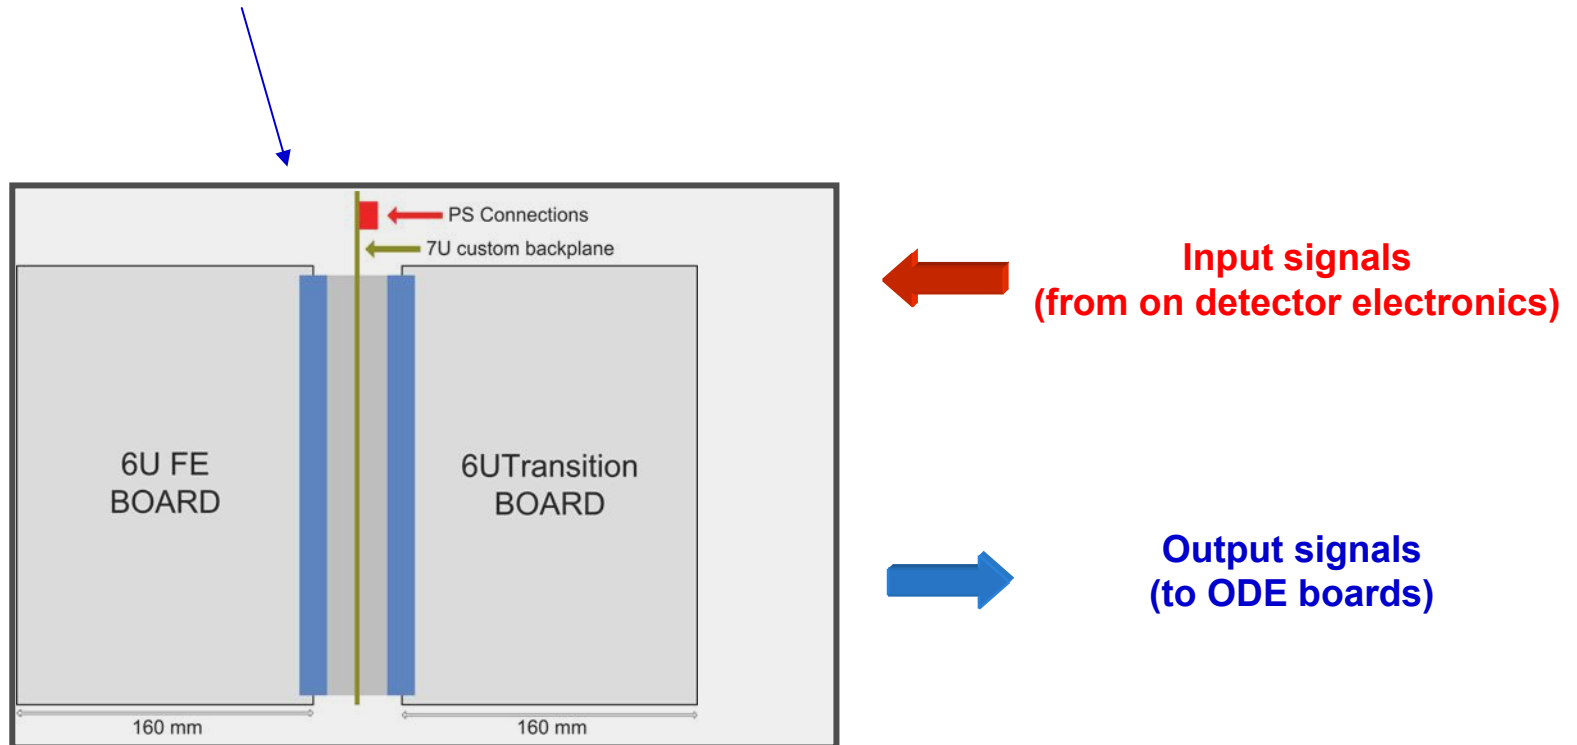 PS Connections
7U custom backplane
Input signals
(from on detector electronics)
6U FE
BOARD
6UTransition
BOARD
Output signals
(to ODE boards)
160 mm
160 mm